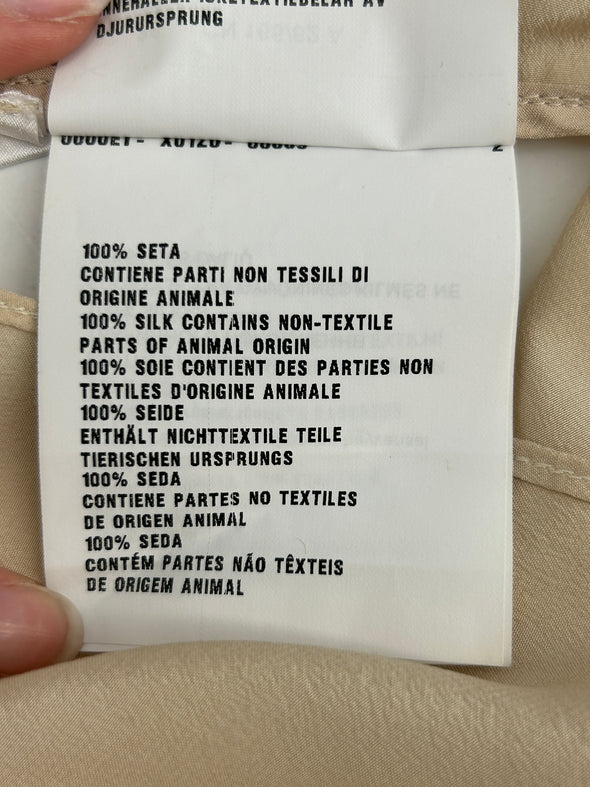 DJURURSPRUNG
2
100% SETA
CONTIENE PARTI NON TESSILI DI
ORIGINE ANIMALE
100% SILK CONTAINS NON-TEXTILE
PARTS OF ANIMAL ORIGIN
100% SOIE CONTIENT DES PARTIES NON
TEXTILES D'ORIGINE ANIMALE
100% SEIDE
ENTHÄLT NICHTTEXTILE TEILE
TIERISCHEN URSPRUNGS
100% SEDA
CONTIENE PARTES NO TEXTILES
DE ORIGEN ANIMAL
100% SEDA
CONTÉM PARTES NÃO TÊXTEIS
DE ORIGEM ANIMAL